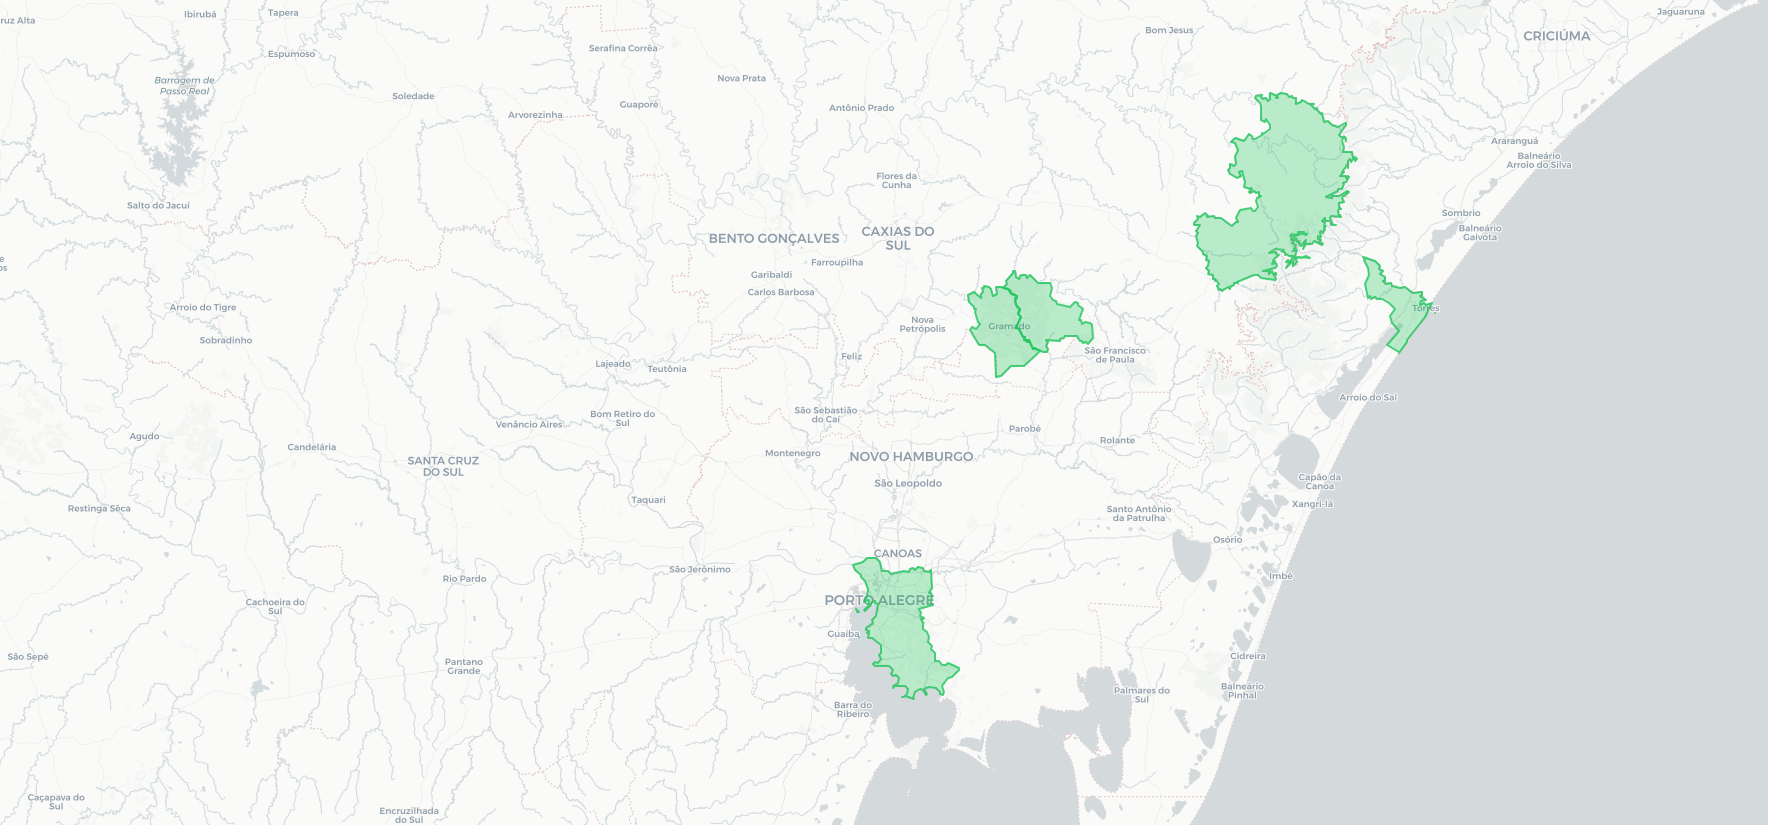 ruz Alta
Ibirubá
Tapera
Jaguaruna
Espumoso
Serafina Corrêa
Bom Jesus
CRICIÚMA
Barragem de
Passo Real
Nova Prata
Soledade
Guaporé
Antônio Prado
Arvorezinha
Araranguá
Balneário
Arroio do Silva
Flores da
Cunha
Salto do Jacuí
Sombrio
BENTO GONÇALVES
CAXIAS DO
SUL
Balneário
Gaivota
e
os
Farroupilha
Garibaldi
Carlos Barbosa
Arroio do Tigre
Torres
Nova
Petrópolis
Gramado
Sobradinho
São Francisco
de Paula
Feliz
Lajeado
Teutônia
Arroio do Sal
São Sebastião
do Caí
Bom Retiro do
Sul
Venâncio Aires
Parobé
Agudo
Candelária
Rolante
Montenegro
NOVO HAMBURGO
SANTA CRUZ
DO SUL
São Leopoldo
Capão da
Canoa
Taquari
Xangri-lá
Restinga Sêca
Santo Antônio
da Patrulha
Osório
CANOAS
São Jerônimo
Rio Pardo
Imbé
Cachoeira do
Sul
PORTO ALEGRE
Guaíba
São Sepé
Pantano
Grande
Cidreira
Palmares do
Sul
Balneário
Pinhal
Barra do
Ribeiro
Caçapava do
Sul
Encruzilhada
do Sul